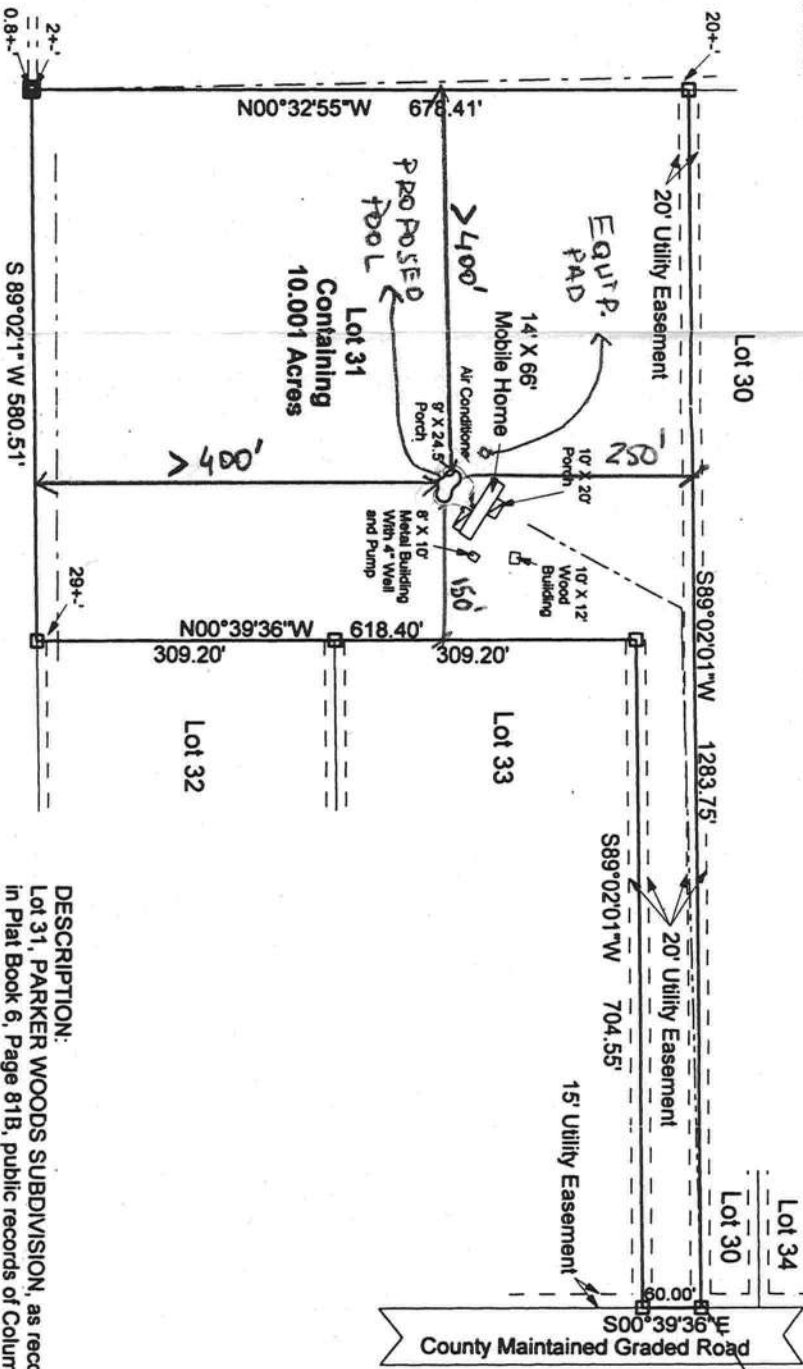 2+-'
0.8+-'
20+-'
N00°32'55"W 678.41'
20' Utility Easement
Lot 30
EQUIP.
PAD
PROPOSED
POOL
>400'
14' X 66'
Mobile Home
Air Conditioner
9' X 24.5'
Porch
10' X 20'
Porch
250'
Lot 31
Containing
10.001 Acres
>400'
S 89°02'1" W 580.51'
8' X 10'
Metal Building
With 4" Well
and Pump
150'
10' X 12'
Wood
Building
29+-'
N00°39'36"W 618.40'
309.20'
309.20'
S89°02'01"W 1283.75'
Lot 32
Lot 33
S89°02'01"W 704.55'
20' Utility Easement
15' Utility Easement
Lot 34
Lot 30
60.00'
S00°39'36"E
County Maintained Graded Road
DESCRIPTION:
Lot 31, PARKER WOODS SUBDIVISION, as reco
in Plat Book 6, Page 81B, public records of Colum